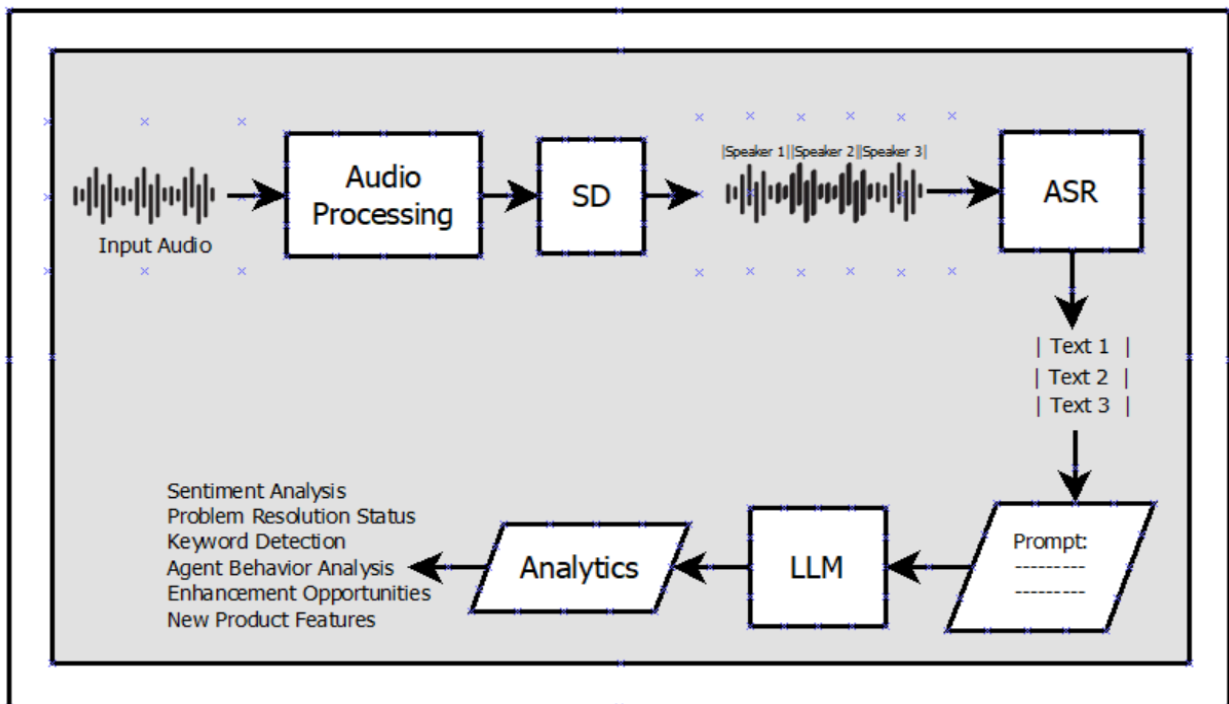 Input Audio
Audio
Processing
SD
|Speaker 1||Speaker 2||Speaker 3|
ASR
| Text 1 |
| Text 2 |
| Text 3 |
Prompt:
---------
---------
LLM
Analytics
Sentiment Analysis
Problem Resolution Status
Keyword Detection
Agent Behavior Analysis
Enhancement Opportunities
New Product Features